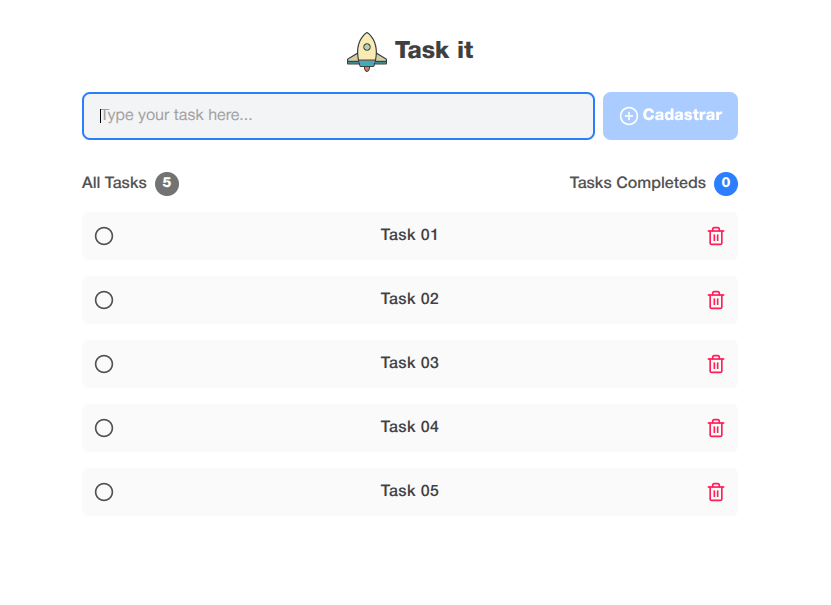 Task it
Type your task here...
Cadastrar
All Tasks 5
Tasks Completeds 0
Task 01
Task 02
Task 03
Task 04
Task 05